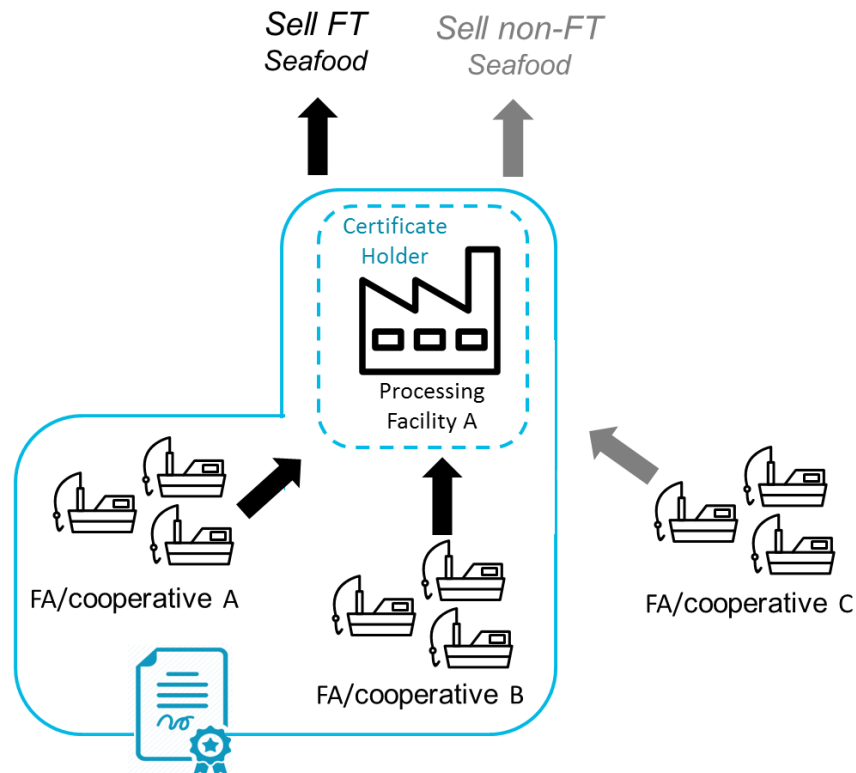 Sell FT
Seafood
Sell non-FT
Seafood
Certificate
Holder
Processing
Facility A
FA/cooperative A
FA/cooperative B
FA/cooperative C